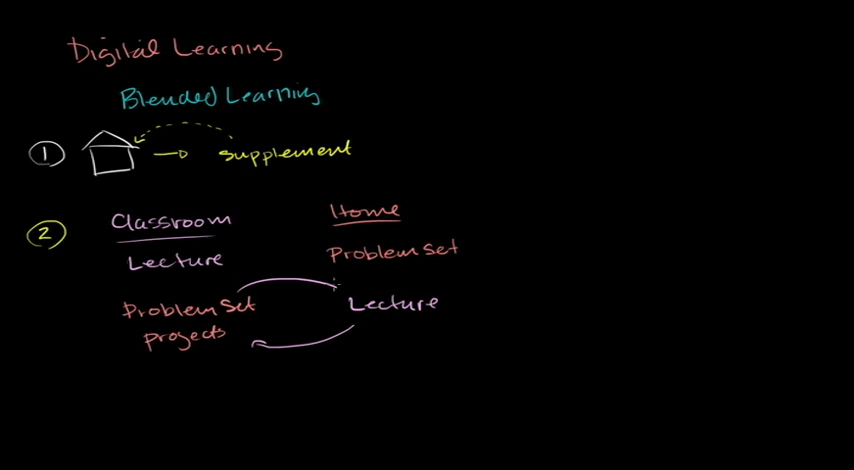 Digital Learning
Blended Learning
1 supplement
2 Classroom Home
Lecture Problem Set
Problem Set Lecture
Projects